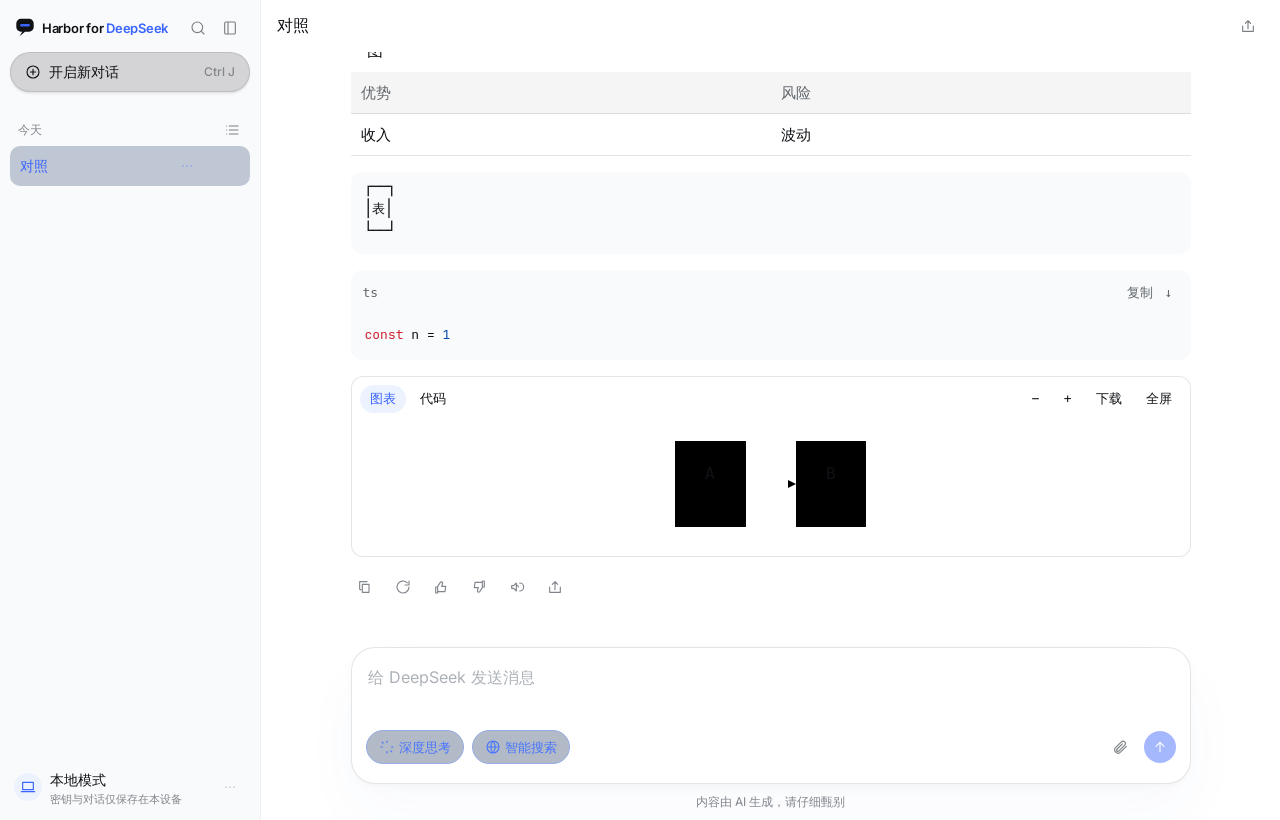 Harbor for DeepSeek
对照
开启新对话 Ctrl J
今天
对照
优势 风险
收入 波动
表
ts 复制 ↓
const n = 1
图表 代码 − + 下载 全屏
A B
给 DeepSeek 发送消息
深度思考 智能搜索
本地模式
密钥与对话仅保存在本设备
内容由 AI 生成，请仔细甄别